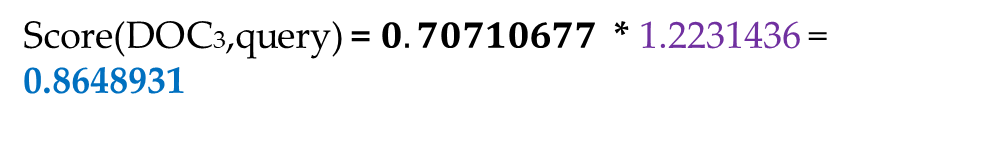 Score(DOC₃,query) = 0.70710677 * 1.2231436 =
0.8648931